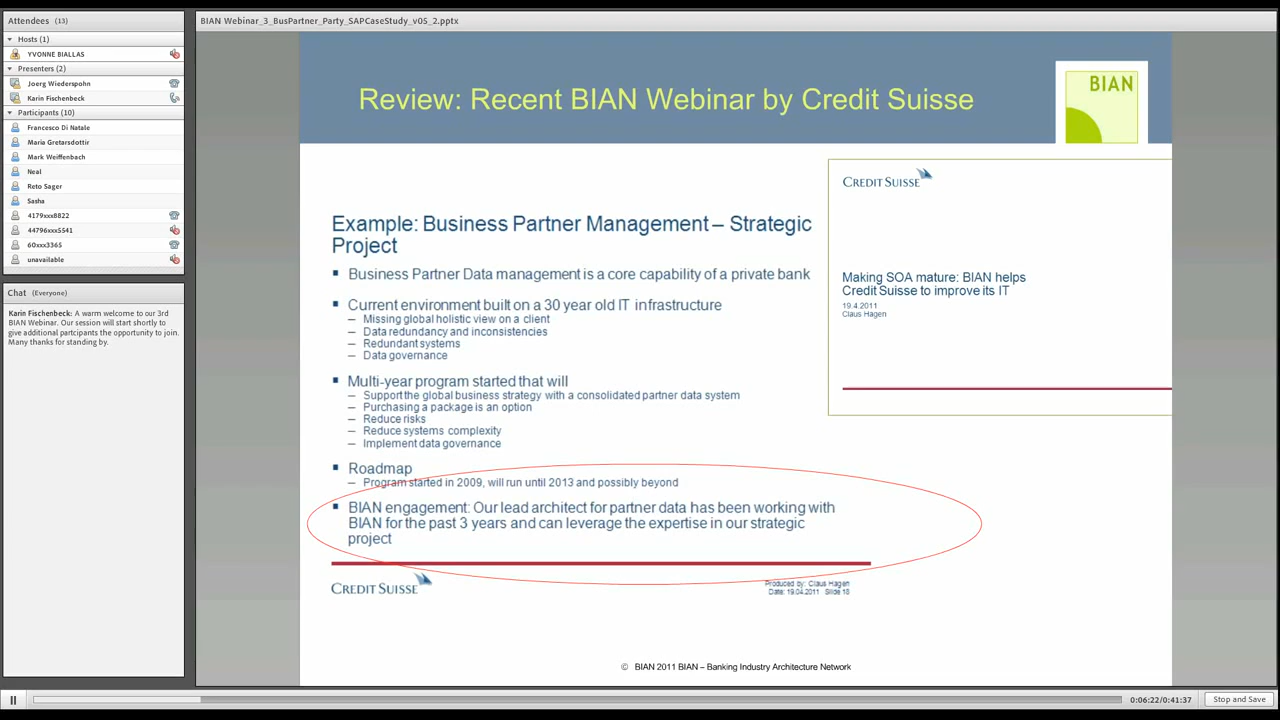 Attendees (13)
Hosts (1)
YVONNE BIALLAS
Presenters (2)
Joerg Wiederspohn
Karin Fischenbeck
Participants (10)
Francesco Di Natale
Maria Gretarsdottir
Mark Weiffenbach
Neal
Reto Sager
Sasha
4179xxx8822
44796xxx5541
60xxx3365
unavailable
Chat (Everyone)
Karin Fischenbeck: A warm welcome to our 3rd
BIAN Webinar. Our session will start shortly to
give additional partcipants the opportunity to join.
Many thanks for standing by.
BIAN Webinar_3_BusPartner_Party_SAPCaseStudy_v05_2.pptx
Review: Recent BIAN Webinar by Credit Suisse
BIAN
Example: Business Partner Management – Strategic
Project
Business Partner Data management is a core capability of a private bank
Current environment built on a 30 year old IT infrastructure
– Missing global holistic view on a client
– Data redundancy and inconsistencies
– Redundant systems
– Data governance
Multi-year program started that will
– Support the global business strategy with a consolidated partner data system
– Purchasing a package is an option
– Reduce risks
– Reduce systems complexity
– Implement data governance
Roadmap
– Program started in 2009, will run until 2013 and possibly beyond
BIAN engagement: Our lead architect for partner data has been working with
BIAN for the past 3 years and can leverage the expertise in our strategic
project
CREDIT SUISSE
Produced by: Claus Hagen
Date: 19.04.2011 Slide 18
CREDIT SUISSE
Making SOA mature: BIAN helps
Credit Suisse to improve its IT
19.4.2011
Claus Hagen
© BIAN 2011 BIAN – Banking Industry Architecture Network
0:06:22/0:41:37
Stop and Save